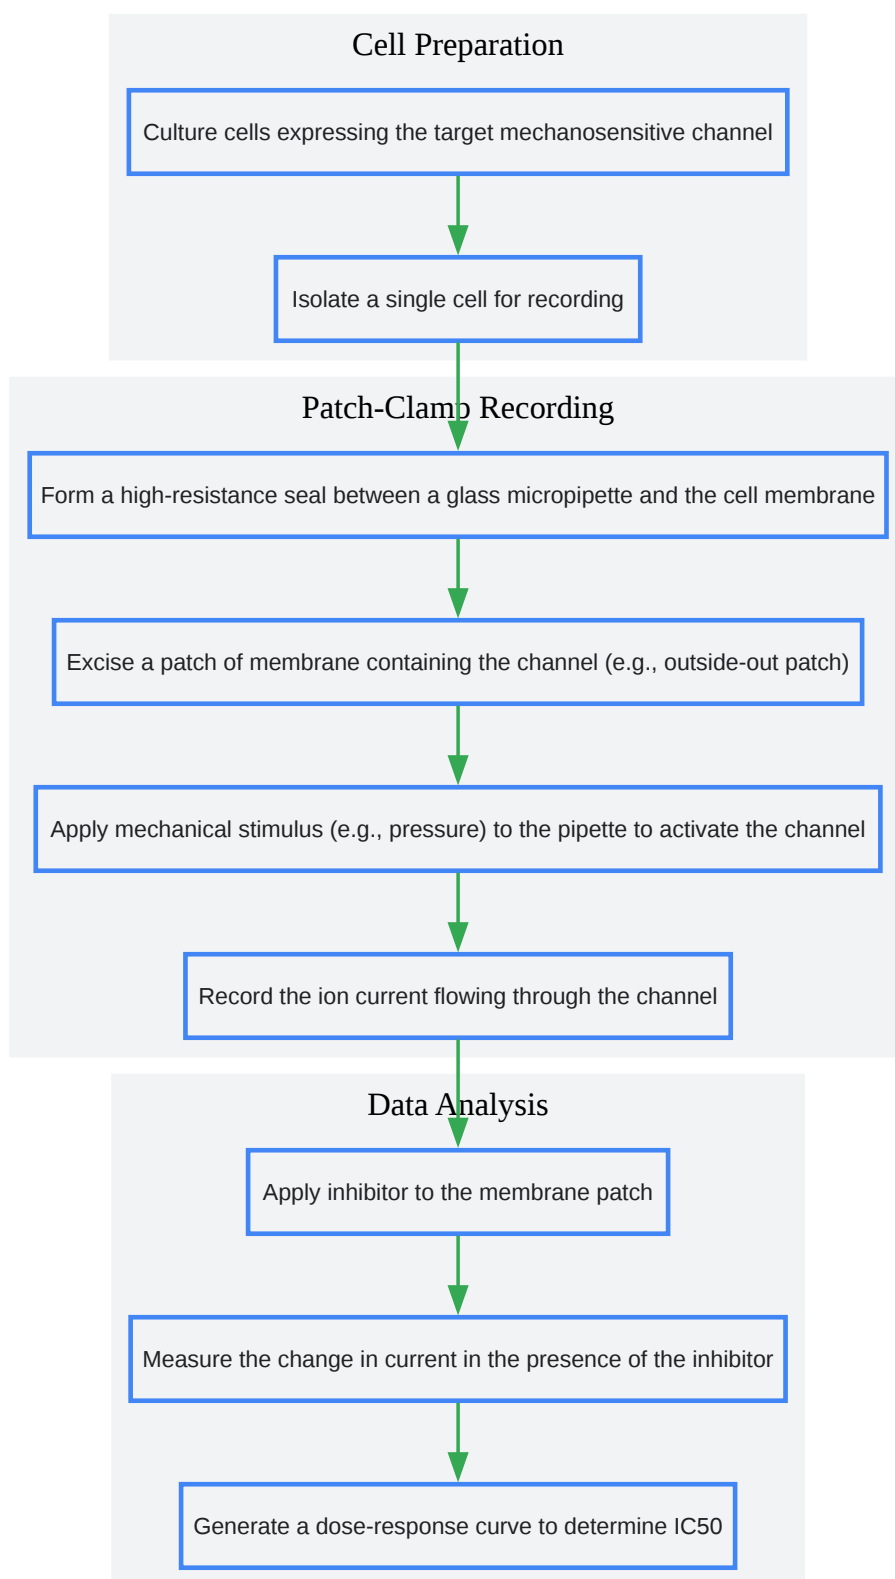 Cell Preparation
Culture cells expressing the target mechanosensitive channel
Isolate a single cell for recording
Patch-Clamp Recording
Form a high-resistance seal between a glass micropipette and the cell membrane
Excise a patch of membrane containing the channel (e.g., outside-out patch)
Apply mechanical stimulus (e.g., pressure) to the pipette to activate the channel
Record the ion current flowing through the channel
Data Analysis
Apply inhibitor to the membrane patch
Measure the change in current in the presence of the inhibitor
Generate a dose-response curve to determine IC50